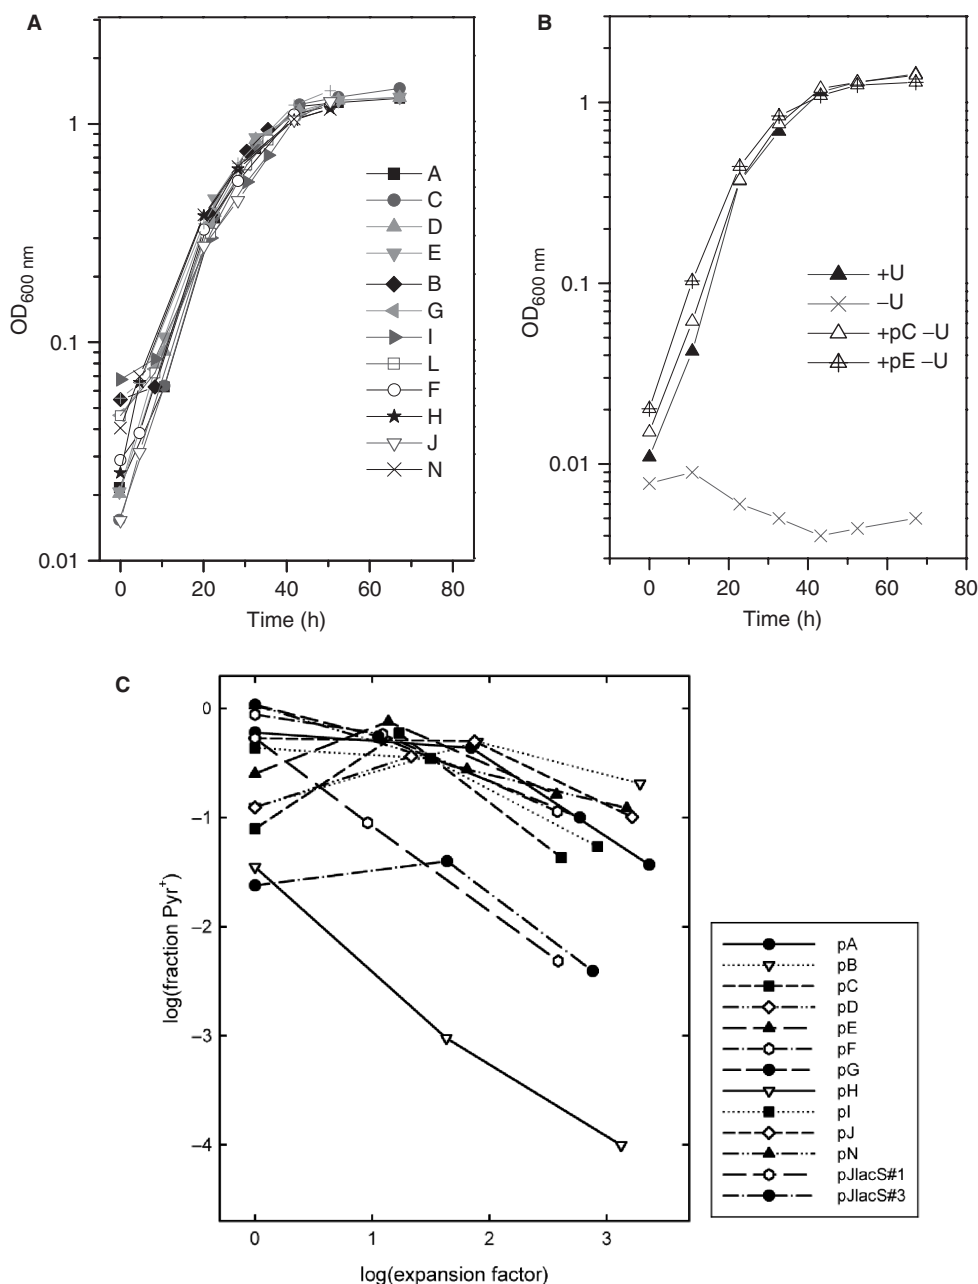 A
1
0.1
0.01
OD600 nm
0
20
40
60
80
Time (h)
A
C
D
E
B
G
I
L
F
H
J
N
B
1
0.1
0.01
OD600 nm
0
20
40
60
80
Time (h)
+U
–U
+pC –U
+pE –U
C
0
–1
–2
–3
–4
log(fraction Pyr+)
0
1
2
3
log(expansion factor)
pA
pB
pC
pD
pE
pF
pG
pH
pI
pJ
pN
pJlacS#1
pJlacS#3